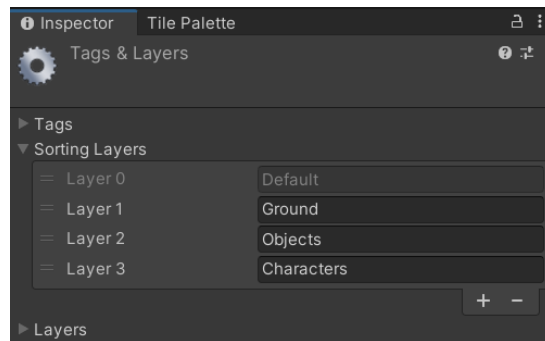 Inspector Tile Palette
Tags & Layers
Tags
Sorting Layers
Layer 0 Default
Layer 1 Ground
Layer 2 Objects
Layer 3 Characters
+ -
Layers